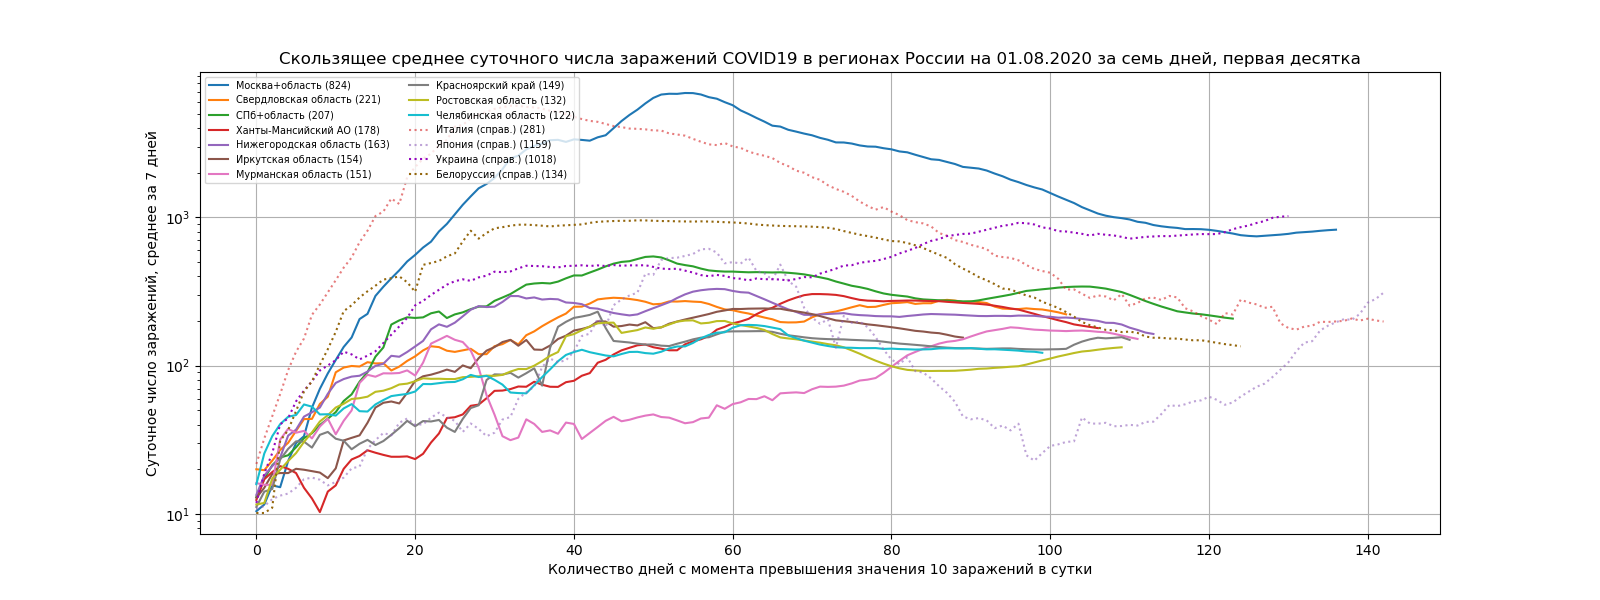 Скользящее среднее суточного числа заражений COVID19 в регионах России на 01.08.2020 за семь дней, первая десятка
Суточное число заражений, среднее за 7 дней
10³
10²
10¹
Москва+область (824)
Свердловская область (221)
СПб+область (207)
Ханты-Мансийский АО (178)
Нижегородская область (163)
Иркутская область (154)
Мурманская область (151)
Красноярский край (149)
Ростовская область (132)
Челябинская область (122)
Италия (справ.) (281)
Япония (справ.) (1159)
Украина (справ.) (1018)
Белоруссия (справ.) (134)
0 20 40 60 80 100 120 140
Количество дней с момента превышения значения 10 заражений в сутки